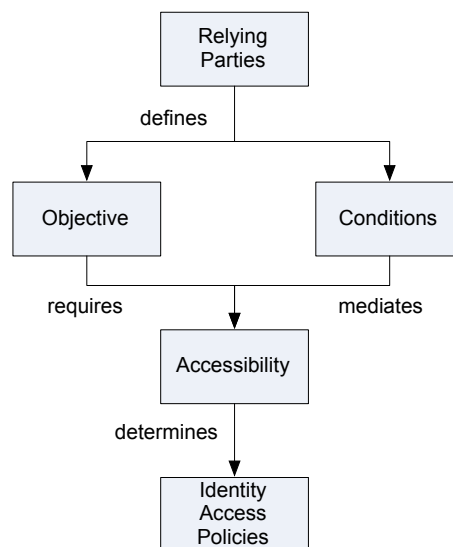 Relying
Parties
defines
Objective
Conditions
requires
mediates
Accessibility
determines
Identity
Access
Policies